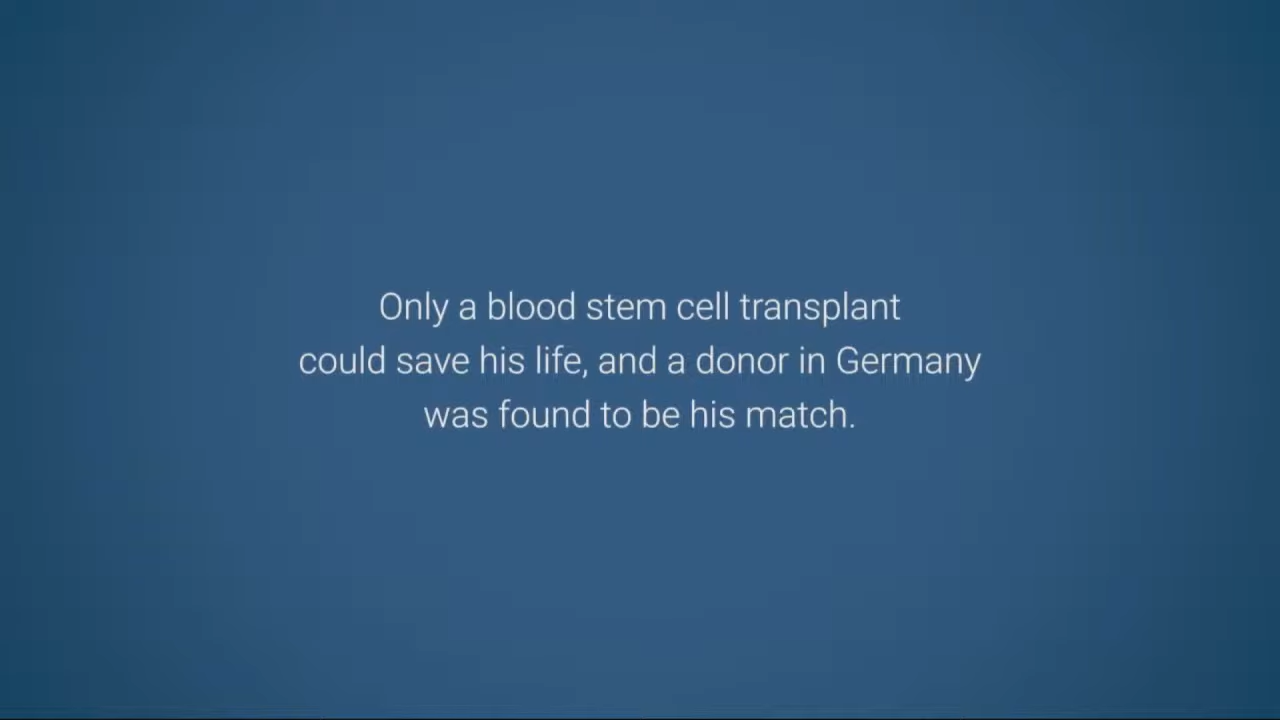 Only a blood stem cell transplant
could save his life, and a donor in Germany
was found to be his match.